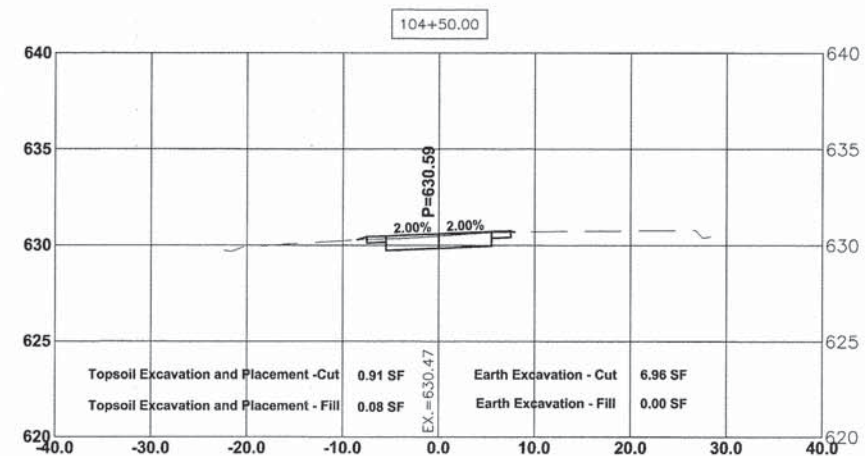 104+50.00
640 640
635 635
P=630.59
2.00% 2.00%
630 630
625 625
EX.=630.47
Topsoil Excavation and Placement -Cut 0.91 SF Earth Excavation - Cut 6.96 SF
Topsoil Excavation and Placement - Fill 0.08 SF Earth Excavation - Fill 0.00 SF
620 620
-40.0 -30.0 -20.0 -10.0 0.0 10.0 20.0 30.0 40.0